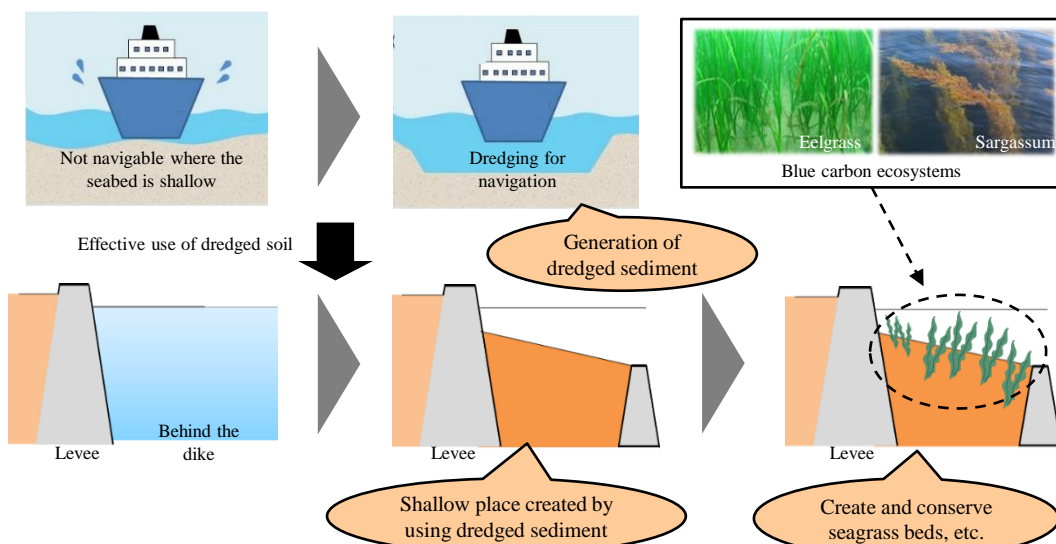 Not navigable where the
seabed is shallow
Dredging for
navigation
Eelgrass
Sargassum
Blue carbon ecosystems
Effective use of dredged soil
Generation of
dredged sediment
Behind the
dike
Levee
Levee
Levee
Shallow place created by
using dredged sediment
Create and conserve
seagrass beds, etc.